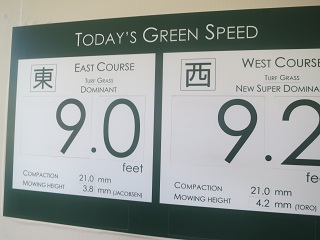 TODAY'S GREEN SPEED
東
EAST COURSE
TURF GRASS
DOMINANT
9.0
feet
COMPACTION 21.0 mm
MOWING HEIGHT 3.8 mm (JACOBSEN)
西
WEST COURSE
TURF GRASS
NEW SUPER DOMINA
9.2
fe
COMPACTION 21.0 mm
MOWING HEIGHT 4.2 mm (TORO)